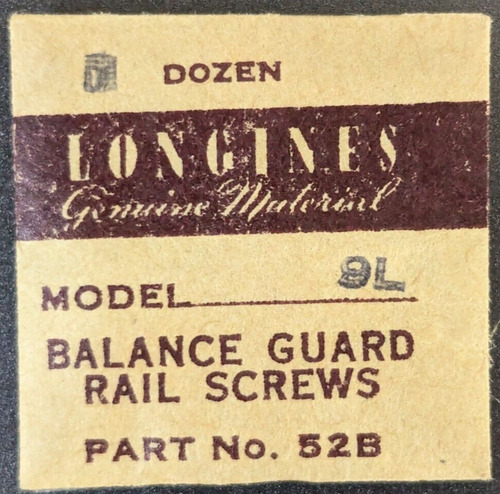 DOZEN
LONGINES
Genuine Material
MODEL 9L
BALANCE GUARD
RAIL SCREWS
PART No. 52B